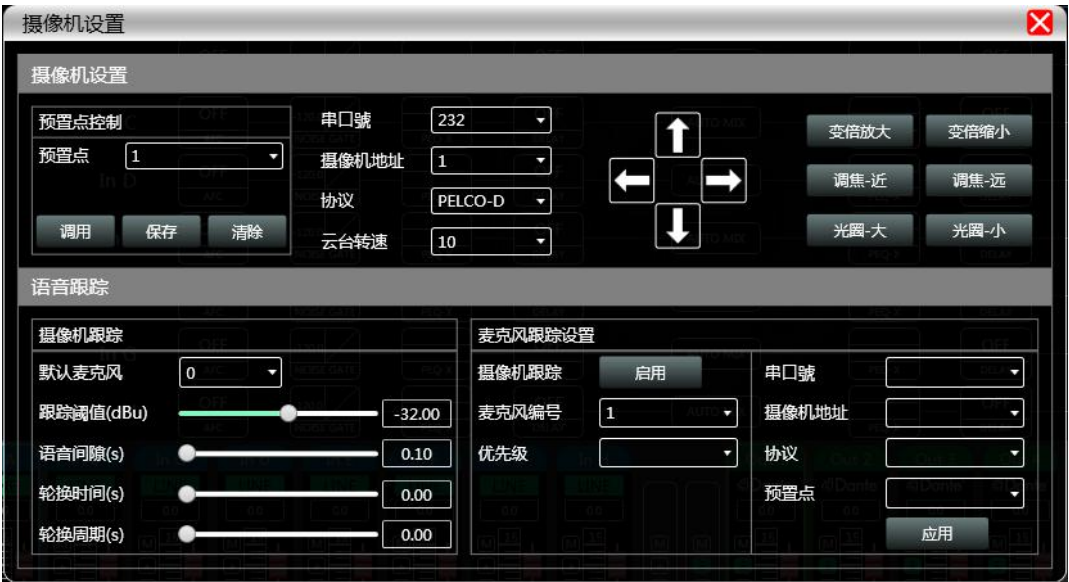 摄像机设置
摄像机设置
预置点控制
预置点 1
调用 保存 清除
串口號 232
摄像机地址 1
协议 PELCO-D
云台转速 10
变倍放大 变倍缩小
调焦-近 调焦-远
光圈-大 光圈-小
语音跟踪
摄像机跟踪
默认麦克风 0
跟踪阈值(dBu) -32.00
语音间隙(s) 0.10
轮换时间(s) 0.00
轮换周期(s) 0.00
麦克风跟踪设置
摄像机跟踪 启用
麦克风编号 1
优先级
串口號
摄像机地址
协议
预置点
应用